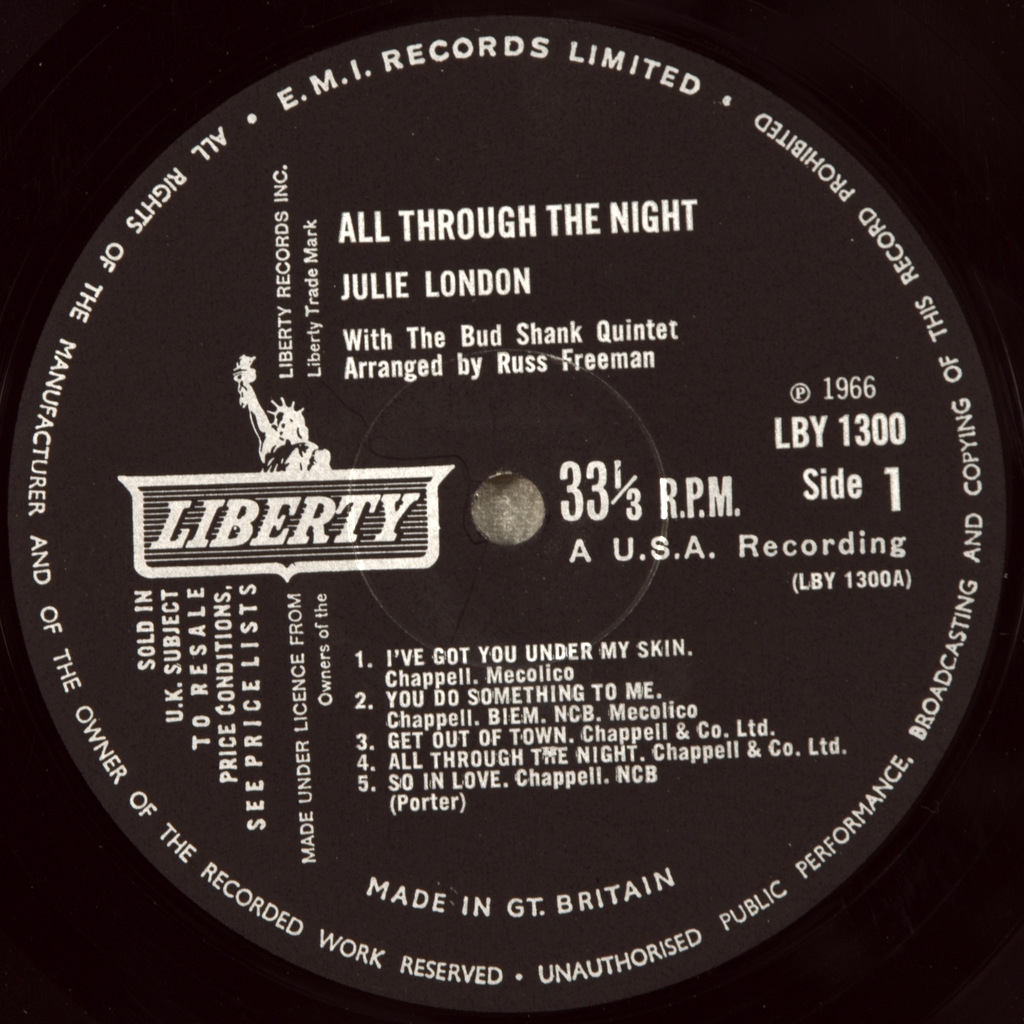 E.M.I. RECORDS LIMITED •
ALL RIGHTS OF THE MANUFACTURER AND OF THE OWNER OF THE RECORDED WORK RESERVED • UNAUTHORISED PUBLIC PERFORMANCE, BROADCASTING AND COPYING OF THIS RECORD PROHIBITED •
LIBERTY RECORDS INC.
Liberty Trade Mark
ALL THROUGH THE NIGHT
JULIE LONDON
With The Bud Shank Quintet
Arranged by Russ Freeman
℗ 1966
LBY 1300
Side 1
33⅓ R.P.M.
A U.S.A. Recording
(LBY 1300A)
LIBERTY
SOLD IN
U.K. SUBJECT
TO RESALE
PRICE CONDITIONS,
SEE PRICE LISTS
MADE UNDER LICENCE FROM
Owners of the
1. I'VE GOT YOU UNDER MY SKIN.
Chappell. Mecolico
2. YOU DO SOMETHING TO ME.
Chappell. BIEM. NCB. Mecolico
3. GET OUT OF TOWN. Chappell & Co. Ltd.
4. ALL THROUGH THE NIGHT. Chappell & Co. Ltd.
5. SO IN LOVE. Chappell. NCB
(Porter)
MADE IN GT. BRITAIN